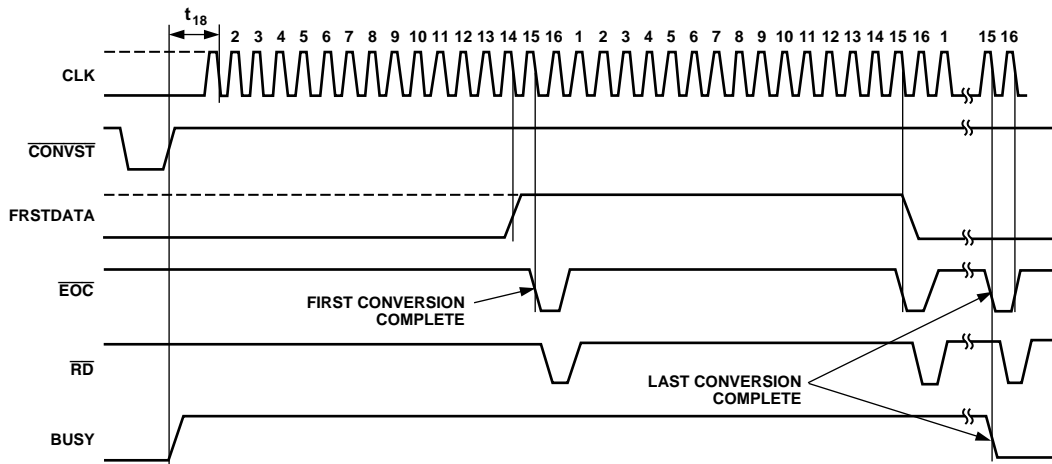 t18
2 3 4 5 6 7 8 9 10 11 12 13 14 15 16 1 2 3 4 5 6 7 8 9 10 11 12 13 14 15 16 1 15 16
CLK
CONVST
FRSTDATA
EOC
FIRST CONVERSION
COMPLETE
RD
LAST CONVERSION
COMPLETE
BUSY